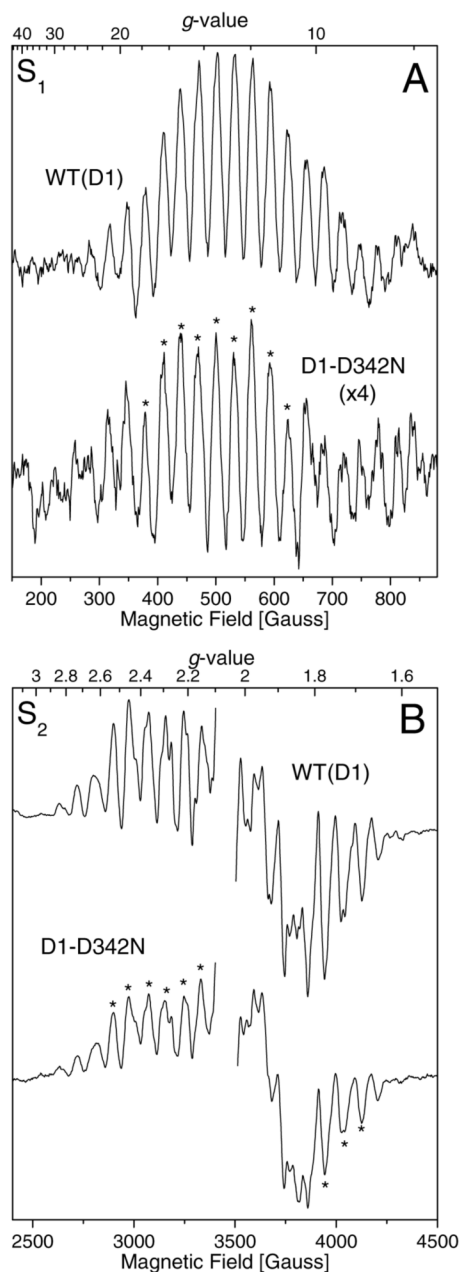 g-value
40 30 20 10
S1
A
WT(D1)
* * * * * * * * *
D1-D342N
(x4)
200 300 400 500 600 700 800
Magnetic Field [Gauss]
g-value
3 2.8 2.6 2.4 2.2 2 1.8 1.6
S2
B
WT(D1)
D1-D342N
* * * * * *
* * *
2500 3000 3500 4000 4500
Magnetic Field [Gauss]